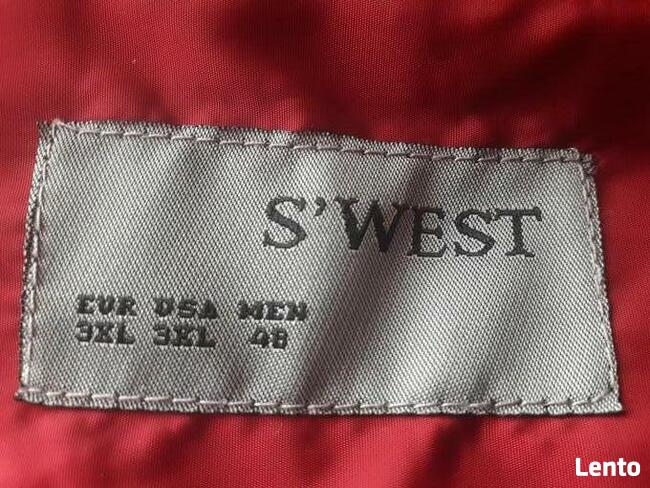 S'WEST
EUR USA MEN
3XL 3XL 48
Lento